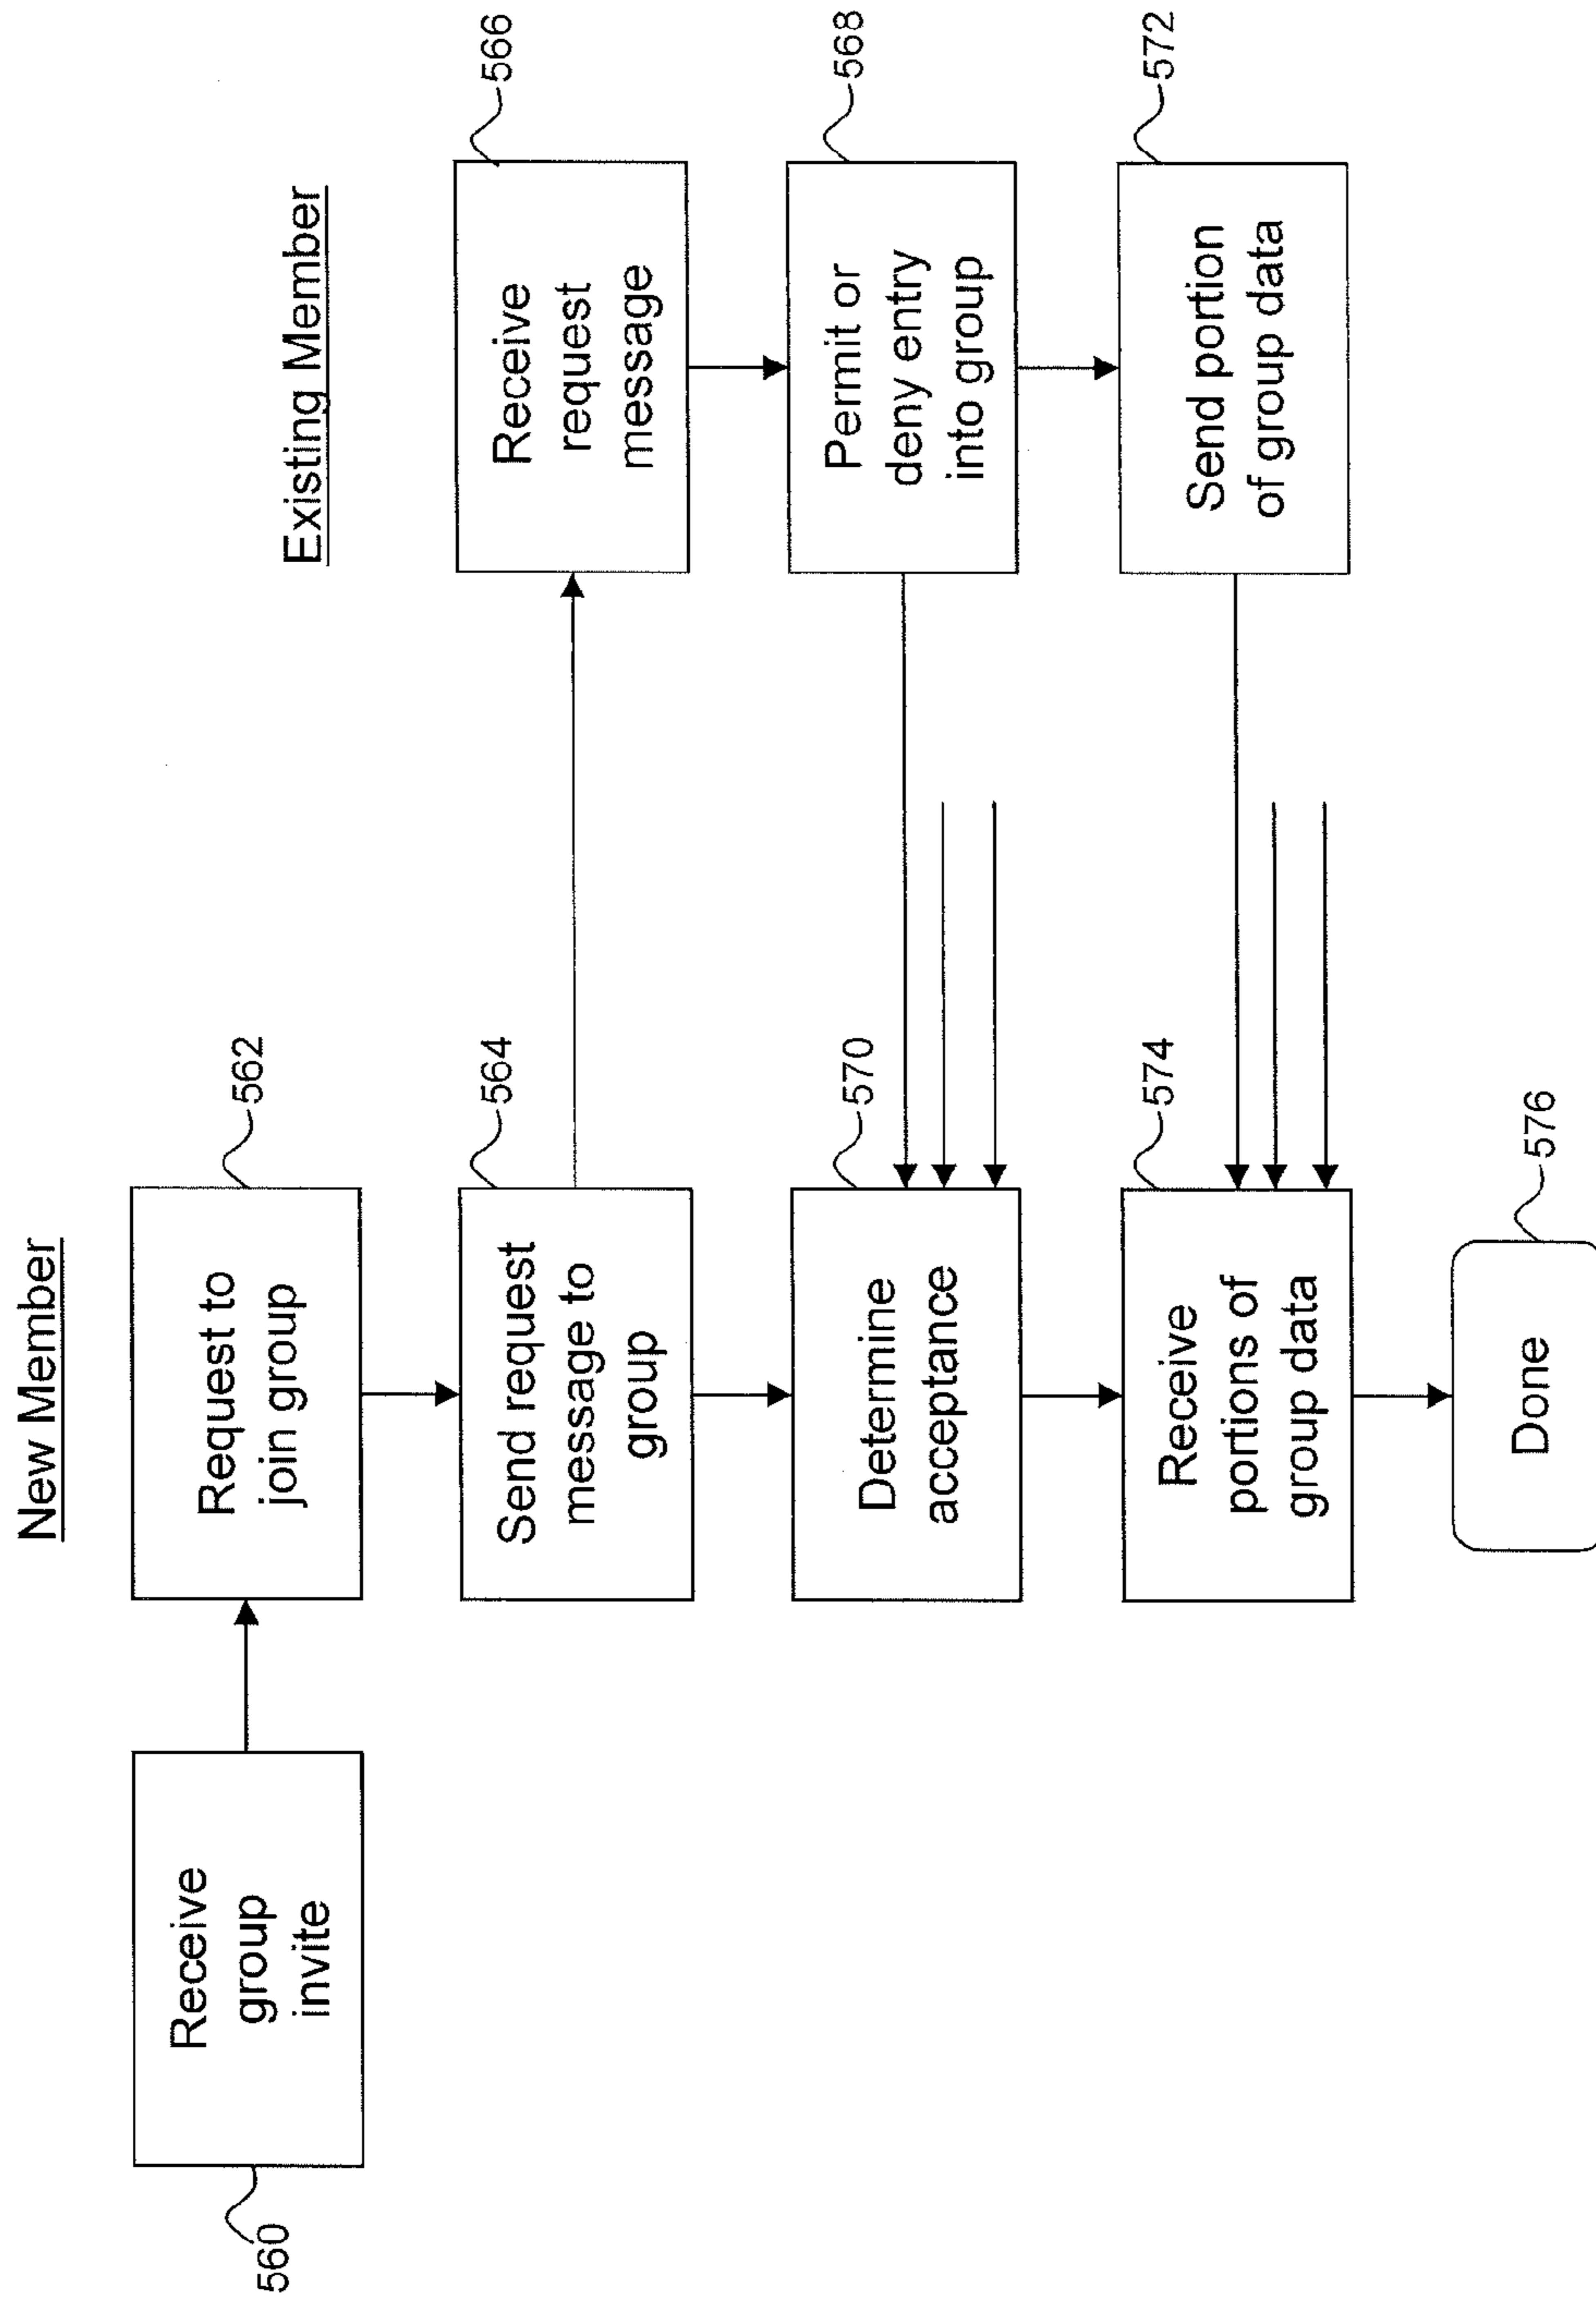 New Member
Existing Member
560
Receive
group
invite
562
Request to
join group
564
Send request
message to
group
566
Receive
request
message
568
Permit or
deny entry
into group
570
Determine
acceptance
572
Send portion
of group data
574
Receive
portions of
group data
576
Done